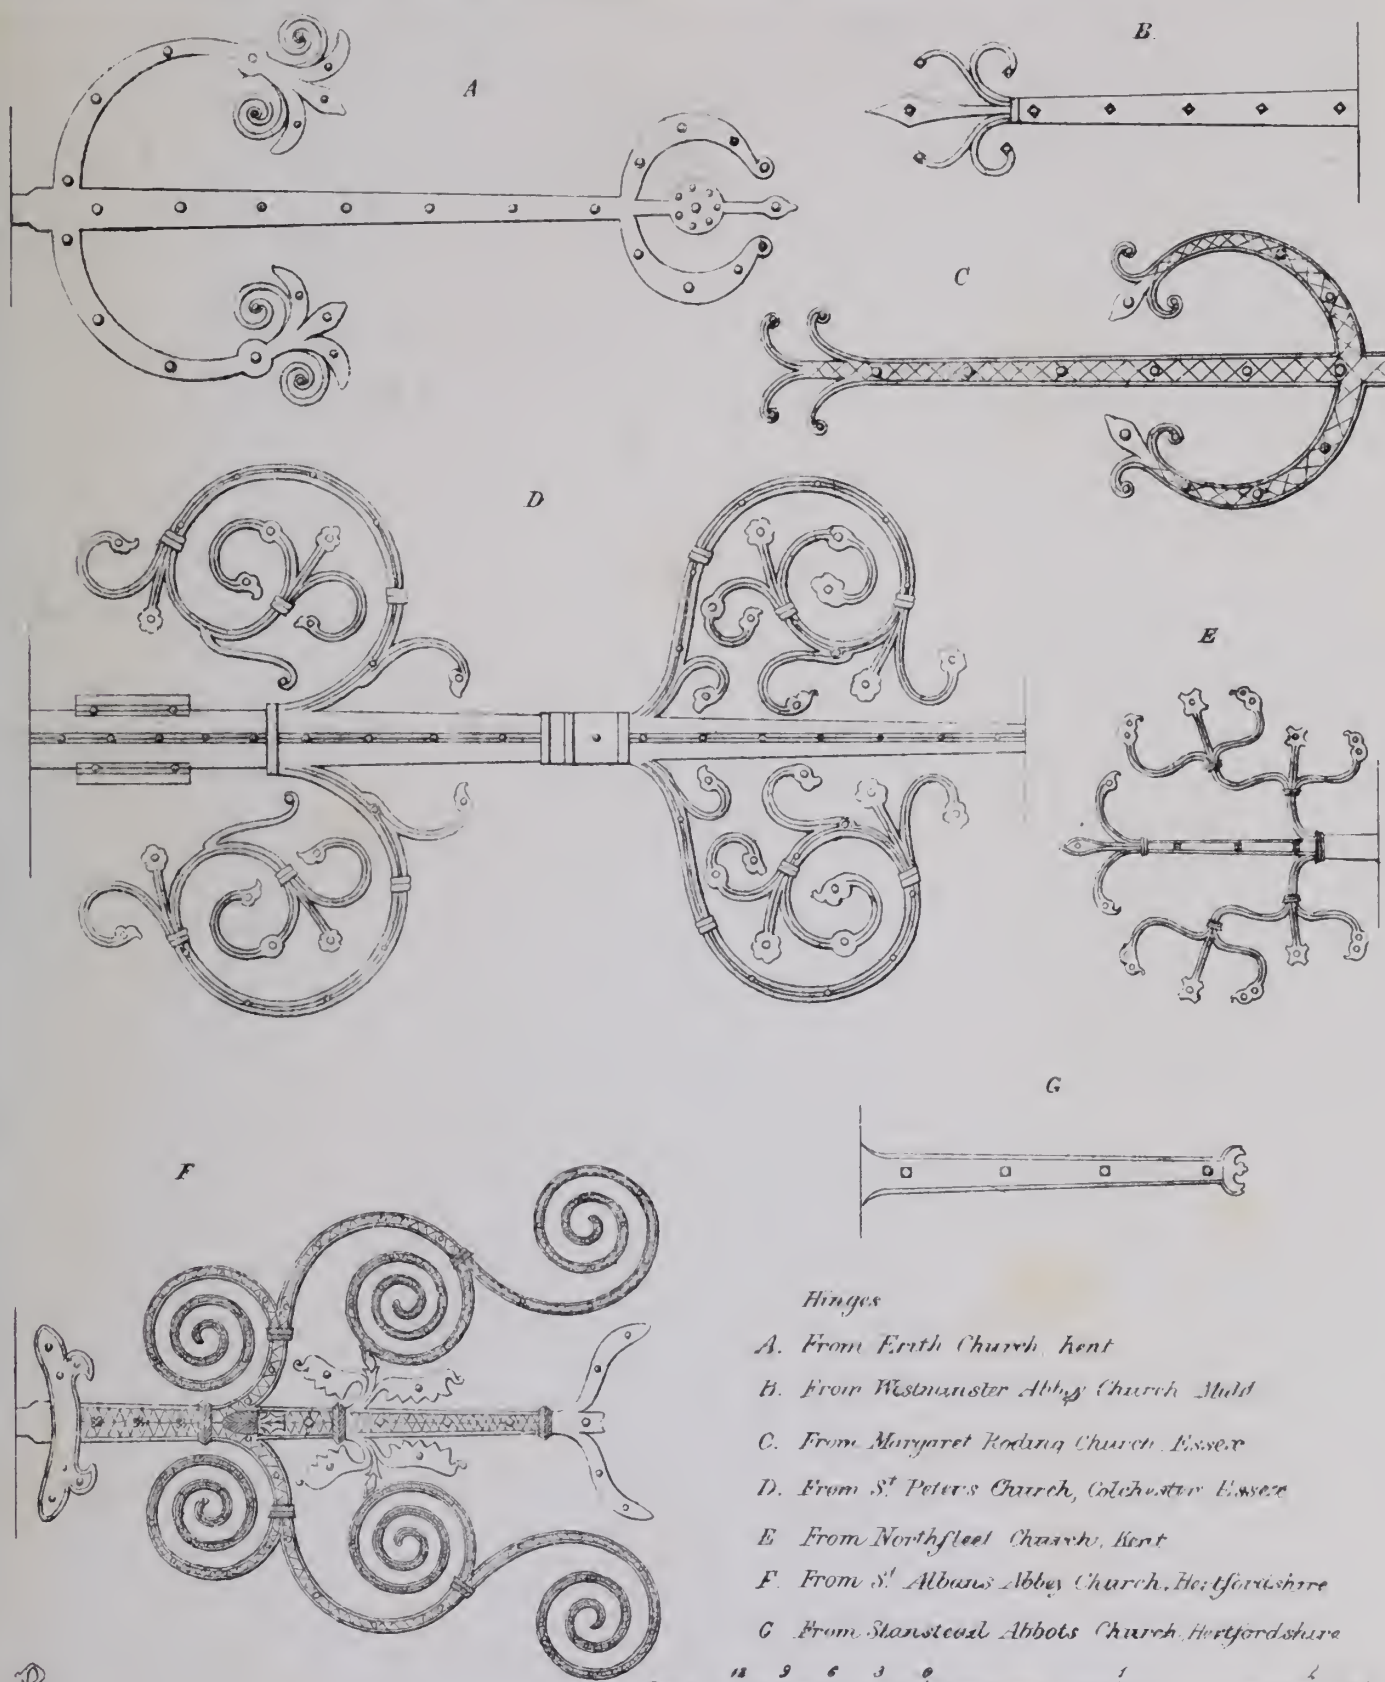 A
B.
C
D
E
G
F
Hinges
A. From Erith Church, Kent
B. From Westminster Abbey Church Midd
C. From Margaret Roding Church, Essex
D. From St. Peters Church, Colchester Essex
E From Northfleet Church, Kent
F. From St. Albans Abbey Church, Hertfordshire
G From Stanstead Abbots Church, Hertfordshire
12 9 6 3 0 1